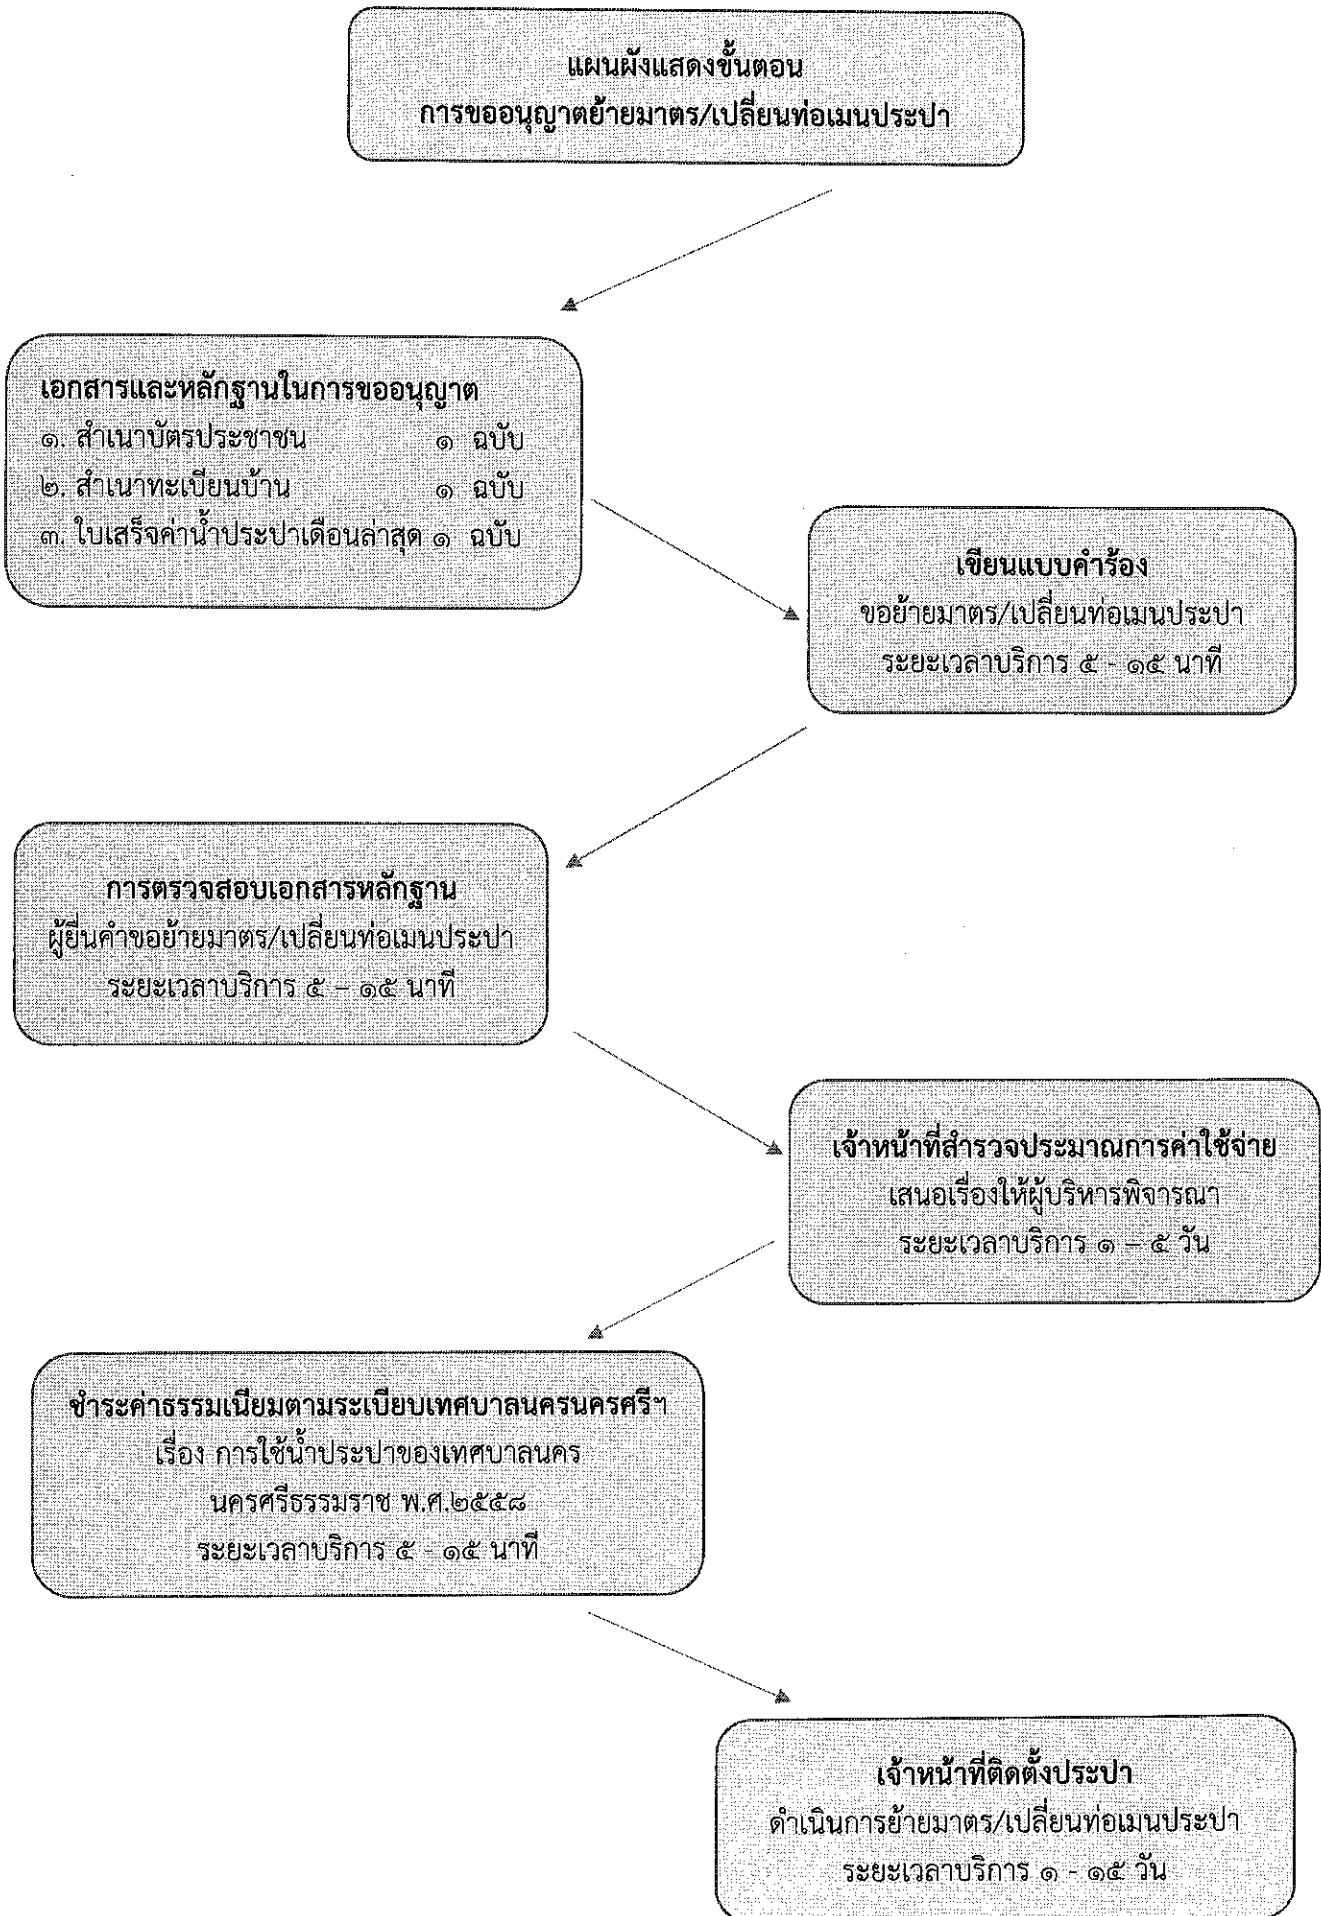 แผนผังแสดงขั้นตอน
การขออนุญาตย้ายมาตร/เปลี่ยนท่อเมนประปา
เอกสารและหลักฐานในการขออนุญาต
๑. สำเนาบัตรประชาชน ๑ ฉบับ
๒. สำเนาทะเบียนบ้าน ๑ ฉบับ
๓. ใบเสร็จค่าน้ำประปาเดือนล่าสุด ๑ ฉบับ
เขียนแบบคำร้อง
ขอย้ายมาตร/เปลี่ยนท่อเมนประปา
ระยะเวลาบริการ ๕ - ๑๕ นาที
การตรวจสอบเอกสารหลักฐาน
ผู้ยื่นคำขอย้ายมาตร/เปลี่ยนท่อเมนประปา
ระยะเวลาบริการ ๕ – ๑๕ นาที
เจ้าหน้าที่สำรวจประมาณการค่าใช้จ่าย
เสนอเรื่องให้ผู้บริหารพิจารณา
ระยะเวลาบริการ ๑ – ๕ วัน
ชำระค่าธรรมเนียมตามระเบียบเทศบาลนครนครศรีฯ
เรื่อง การใช้น้ำประปาของเทศบาลนคร
นครศรีธรรมราช พ.ศ.๒๕๕๘
ระยะเวลาบริการ ๕ - ๑๕ นาที
เจ้าหน้าที่ติดตั้งประปา
ดำเนินการย้ายมาตร/เปลี่ยนท่อเมนประปา
ระยะเวลาบริการ ๑ - ๑๕ วัน